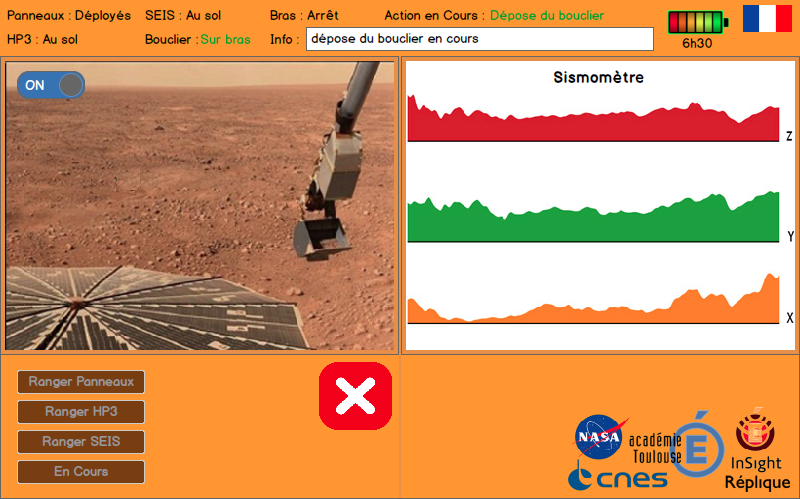 Panneaux : Déployés SEIS : Au sol Bras : Arrêt Action en Cours : Dépose du bouclier
HP3 : Au sol Bouclier : Sur bras Info : dépose du bouclier en cours
6h30
ON
Sismomètre
Z
Y
X
Ranger Panneaux
Ranger HP3
Ranger SEIS
En Cours
NASA
académie
Toulouse
É
cnes
InSight
Réplique